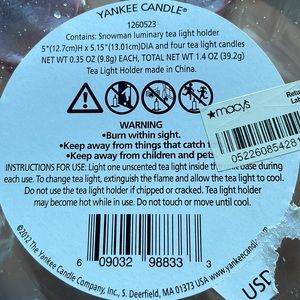 YANKEE CANDLE®
1260523
Contains: Snowman luminary tea light holder
5"(12.7cm)H x 5.15"(13.01cm)DIA and four tea light candles
NET WT 0.35 OZ (9.8g) EACH, TOTAL WT 1.4 OZ (39.2g)
Tea Light Holder made in China.
WARNING
•Burn within sight.
•Keep away from things that catch
•Keep away from children and pets
INSTRUCTIONS FOR USE: Light one unscented tea light inside the base during
each use. To change tea light, extinguish the flame and allow the tea light to cool.
Do not use the tea light holder if chipped or cracked. Tea light holder
may become hot while in use. Do not touch or move until cool.
6 09032 98833 3
©2012 The Yankee Candle Company, Inc., S. Deerfield, MA 01373 USA www.yankeecandle
macys
05226085428